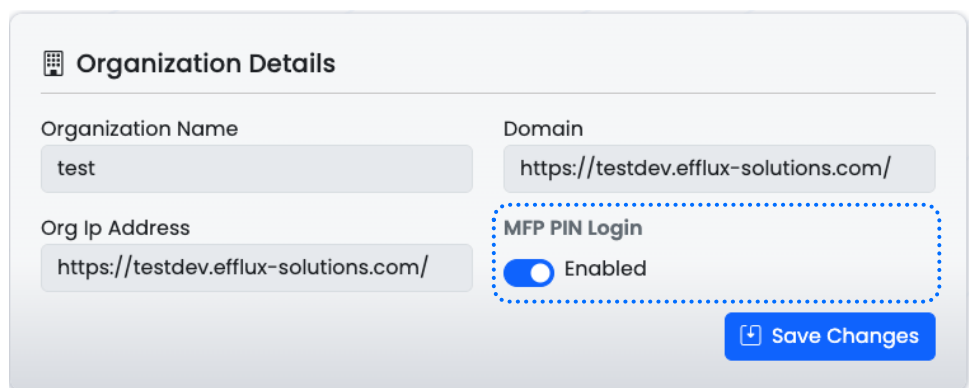 Organization Details
Organization Name
test
Domain
https://testdev.efflux-solutions.com/
Org Ip Address
https://testdev.efflux-solutions.com/
MFP PIN Login
Enabled
Save Changes